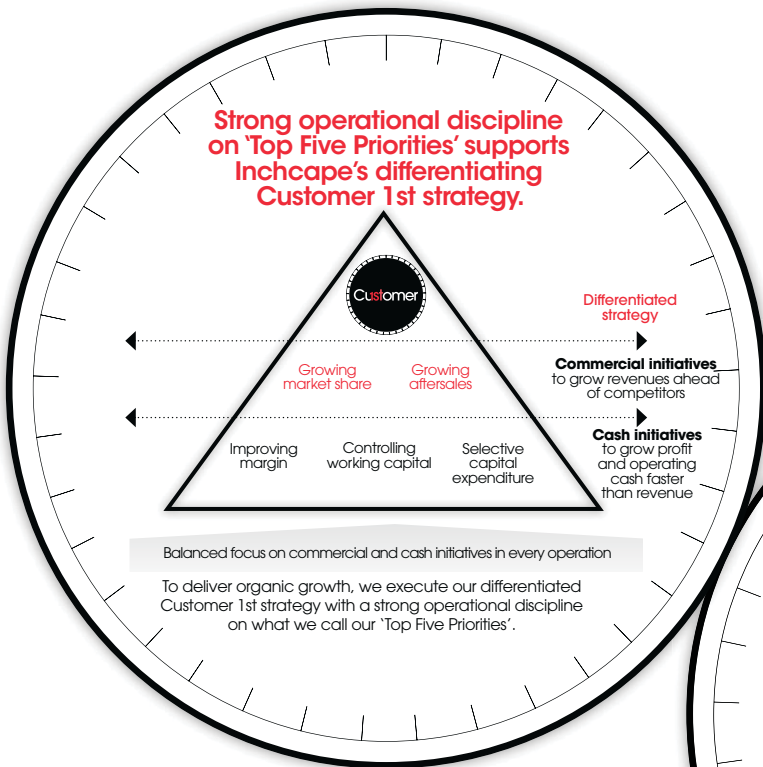 Strong operational discipline
on ‘Top Five Priorities’ supports
Inchcape’s differentiating
Customer 1st strategy.
Customer
Differentiated
strategy
Growing
market share
Growing
aftersales
Commercial initiatives
to grow revenues ahead
of competitors
Improving
margin
Controlling
working capital
Selective
capital
expenditure
Cash initiatives
to grow profit
and operating
cash faster
than revenue
Balanced focus on commercial and cash initiatives in every operation
To deliver organic growth, we execute our differentiated
Customer 1st strategy with a strong operational discipline
on what we call our ‘Top Five Priorities’.